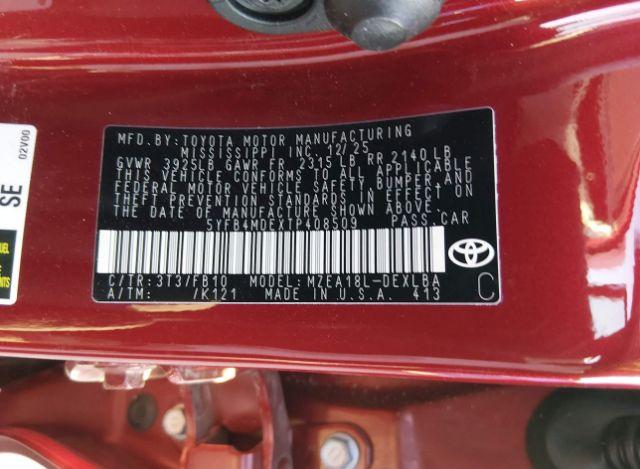 MFD. BY: TOYOTA MOTOR MANUFACTURING
MISSISSIPPI INC. 12/25
GVWR 3925LB GAWR FR 2315 LB RR 2140 LB
THIS VEHICLE CONFORMS TO ALL APPLICABLE
FEDERAL MOTOR VEHICLE SAFETY, BUMPER, AND
THEFT PREVENTION STANDARDS IN EFFECT ON
THE DATE OF MANUFACTURE SHOWN ABOVE.
5YFB4MDEXTP408509 PASS. CAR
C/TR: 3T37/FB10 MODEL: MZEA18L-DEXLBA
A/TM: /K121 MADE IN U.S.A. 413 C
02V00
SE